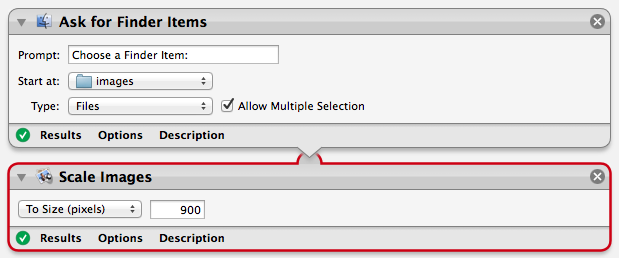 Ask for Finder Items
Prompt: Choose a Finder Item:
Start at: images
Type: Files Allow Multiple Selection
Results Options Description
Scale Images
To Size (pixels) 900
Results Options Description